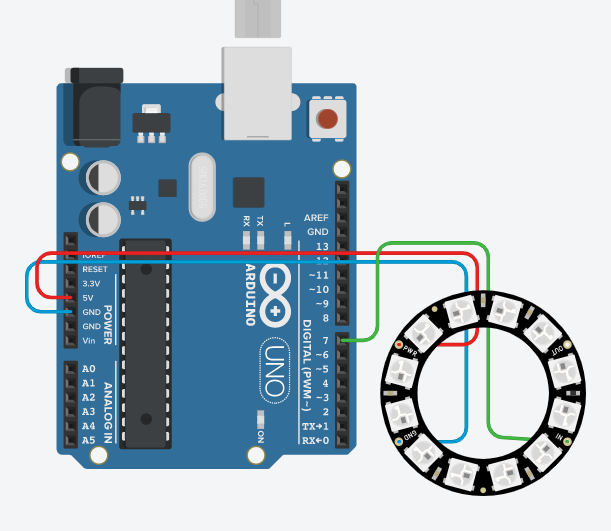 AREF
GND
RX
TX
L
13
12
IOREF
RESET
3.3V
5V
GND
GND
Vin
POWER
ARDUINO
UNO
~11
~10
~9
8
DIGITAL (PWM~)
7
~6
~5
4
~3
2
TX→1
RX←0
A0
A1
A2
A3
A4
A5
ANALOG IN
ON
PWR
OUT
GND
IN